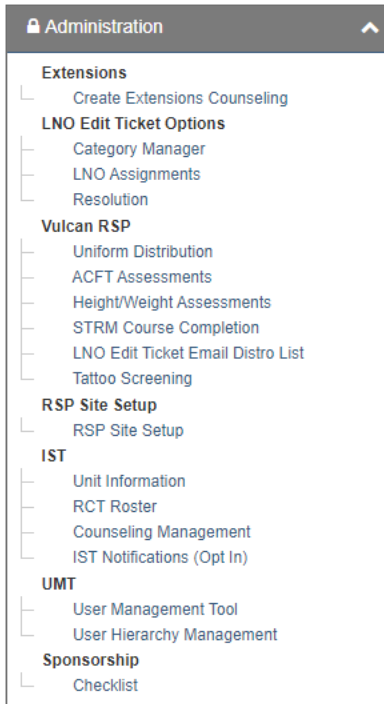 Administration
Extensions
Create Extensions Counseling
LNO Edit Ticket Options
Category Manager
LNO Assignments
Resolution
Vulcan RSP
Uniform Distribution
ACFT Assessments
Height/Weight Assessments
STRM Course Completion
LNO Edit Ticket Email Distro List
Tattoo Screening
RSP Site Setup
RSP Site Setup
IST
Unit Information
RCT Roster
Counseling Management
IST Notifications (Opt In)
UMT
User Management Tool
User Hierarchy Management
Sponsorship
Checklist